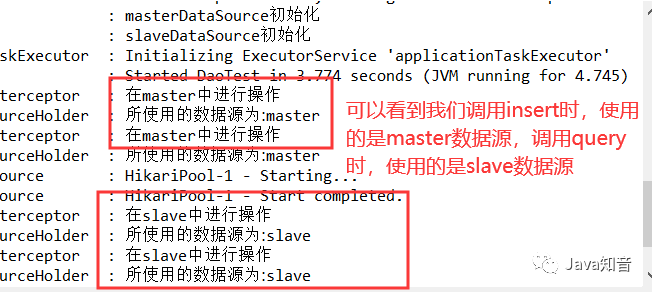 : masterDataSource初始化
: slaveDataSource初始化
askExecutor : Initializing ExecutorService 'applicationTaskExecutor'
: Started DaoTest in 3.774 seconds (JVM running for 4.745)
terceptor : 在master中进行操作
urceHolder : 所使用的数据源为:master
terceptor : 在master中进行操作
urceHolder : 所使用的数据源为:master
ource : HikariPool-1 - Starting...
ource : HikariPool-1 - Start completed.
terceptor : 在slave中进行操作
urceHolder : 所使用的数据源为:slave
terceptor : 在slave中进行操作
urceHolder : 所使用的数据源为:slave
可以看到我们调用insert时，使用
的是master数据源，调用query
时，使用的是slave数据源
Java知音